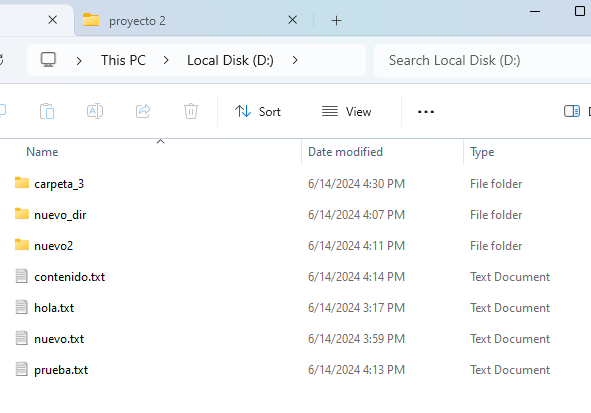 proyecto 2
This PC Local Disk (D:) Search Local Disk (D:)
Sort View
Name Date modified Type
carpeta_3 6/14/2024 4:30 PM File folder
nuevo_dir 6/14/2024 4:07 PM File folder
nuevo2 6/14/2024 4:11 PM File folder
contenido.txt 6/14/2024 4:14 PM Text Document
hola.txt 6/14/2024 3:17 PM Text Document
nuevo.txt 6/14/2024 3:59 PM Text Document
prueba.txt 6/14/2024 4:13 PM Text Document